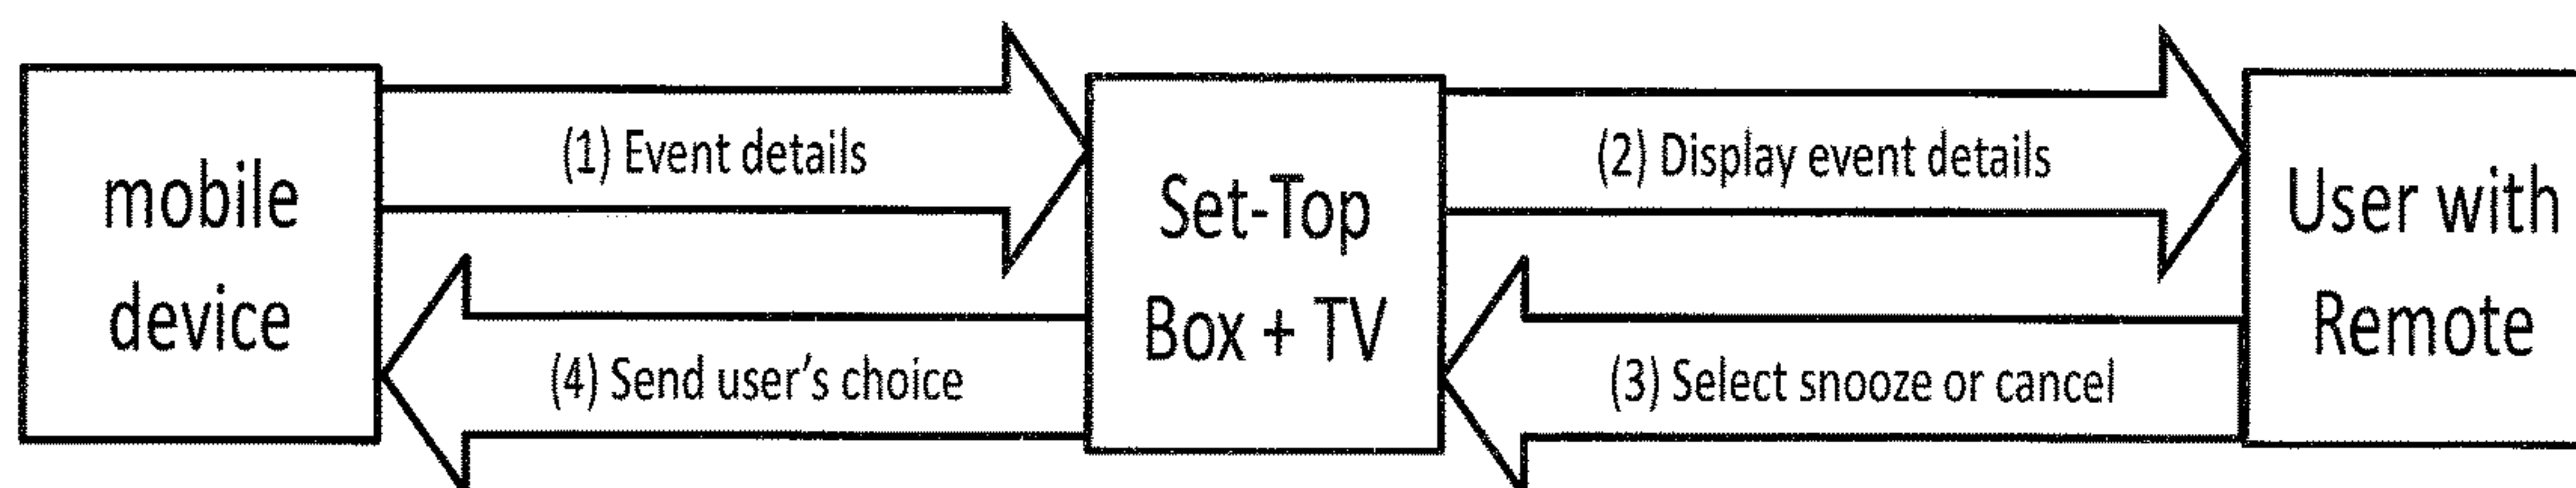 mobile
device
(1) Event details
(4) Send user's choice
Set-Top
Box + TV
(2) Display event details
(3) Select snooze or cancel
User with
Remote